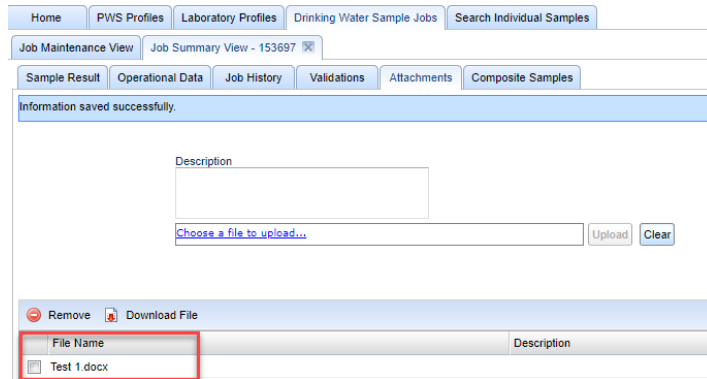 Home PWS Profiles Laboratory Profiles Drinking Water Sample Jobs Search Individual Samples
Job Maintenance View Job Summary View - 153697
Sample Result Operational Data Job History Validations Attachments Composite Samples
Information saved successfully.
Description
Choose a file to upload... Upload Clear
Remove Download File
File Name Description
Test 1.docx